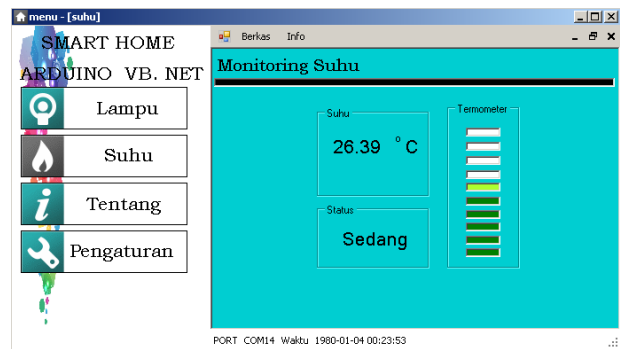 menu - [suhu]
SMART HOME
ARDUINO VB. NET
Lampu
Suhu
Tentang
Pengaturan
Berkas Info
Monitoring Suhu
Suhu
26.39 ° C
Status
Sedang
Termometer
PORT COM14 Waktu 1980-01-04 00:23:53